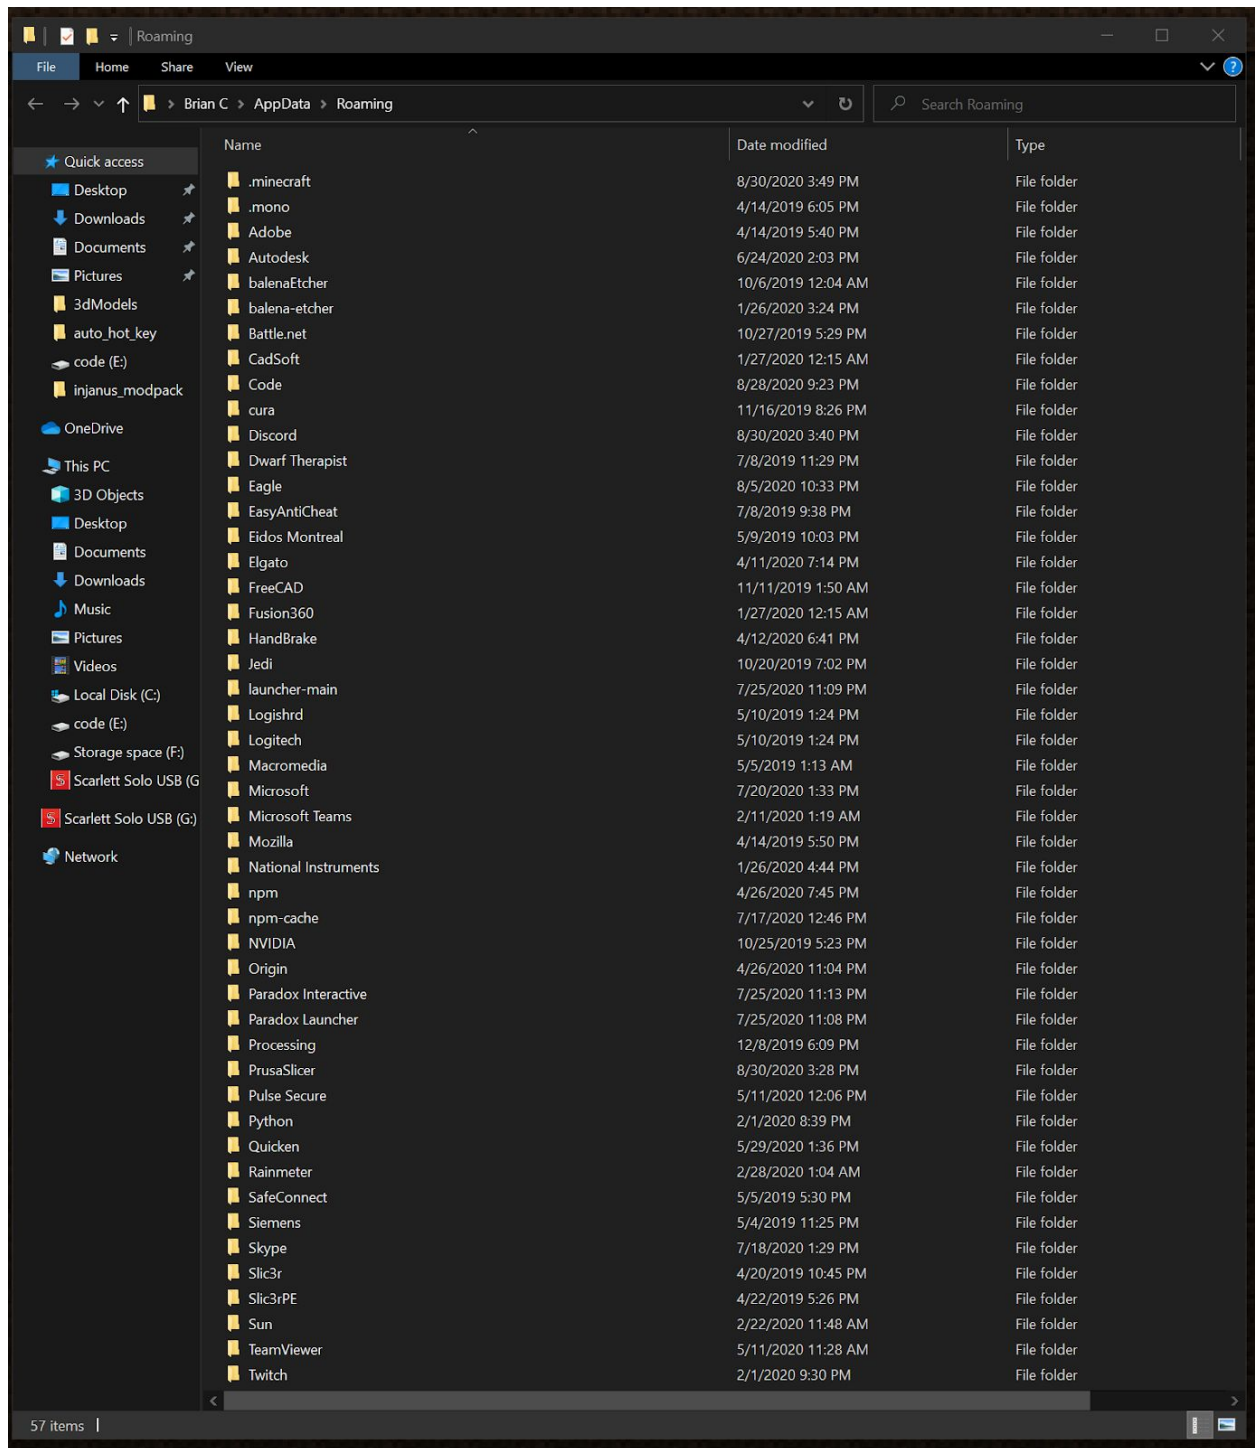 Roaming
File Home Share View
Brian C > AppData > Roaming Search Roaming
Name Date modified Type
Quick access
Desktop
Downloads
Documents
Pictures
3dModels
auto_hot_key
code (E:)
injanus_modpack
OneDrive
This PC
3D Objects
Desktop
Documents
Downloads
Music
Pictures
Videos
Local Disk (C:)
code (E:)
Storage space (F:)
Scarlett Solo USB (G
Scarlett Solo USB (G:)
Network
.minecraft 8/30/2020 3:49 PM File folder
.mono 4/14/2019 6:05 PM File folder
Adobe 4/14/2019 5:40 PM File folder
Autodesk 6/24/2020 2:03 PM File folder
balenaEtcher 10/6/2019 12:04 AM File folder
balena-etcher 1/26/2020 3:24 PM File folder
Battle.net 10/27/2019 5:29 PM File folder
CadSoft 1/27/2020 12:15 AM File folder
Code 8/28/2020 9:23 PM File folder
cura 11/16/2019 8:26 PM File folder
Discord 8/30/2020 3:40 PM File folder
Dwarf Therapist 7/8/2019 11:29 PM File folder
Eagle 8/5/2020 10:33 PM File folder
EasyAntiCheat 7/8/2019 9:38 PM File folder
Eidos Montreal 5/9/2019 10:03 PM File folder
Elgato 4/11/2020 7:14 PM File folder
FreeCAD 11/11/2019 1:50 AM File folder
Fusion360 1/27/2020 12:15 AM File folder
HandBrake 4/12/2020 6:41 PM File folder
Jedi 10/20/2019 7:02 PM File folder
launcher-main 7/25/2020 11:09 PM File folder
Logishrd 5/10/2019 1:24 PM File folder
Logitech 5/10/2019 1:24 PM File folder
Macromedia 5/5/2019 1:13 AM File folder
Microsoft 7/20/2020 1:33 PM File folder
Microsoft Teams 2/11/2020 1:19 AM File folder
Mozilla 4/14/2019 5:50 PM File folder
National Instruments 1/26/2020 4:44 PM File folder
npm 4/26/2020 7:45 PM File folder
npm-cache 7/17/2020 12:46 PM File folder
NVIDIA 10/25/2019 5:23 PM File folder
Origin 4/26/2020 11:04 PM File folder
Paradox Interactive 7/25/2020 11:13 PM File folder
Paradox Launcher 7/25/2020 11:08 PM File folder
Processing 12/8/2019 6:09 PM File folder
PrusaSlicer 8/30/2020 3:28 PM File folder
Pulse Secure 5/11/2020 12:06 PM File folder
Python 2/1/2020 8:39 PM File folder
Quicken 5/29/2020 1:36 PM File folder
Rainmeter 2/28/2020 1:04 AM File folder
SafeConnect 5/5/2019 5:30 PM File folder
Siemens 5/4/2019 11:25 PM File folder
Skype 7/18/2020 1:29 PM File folder
Slic3r 4/20/2019 10:45 PM File folder
Slic3rPE 4/22/2019 5:26 PM File folder
Sun 2/22/2020 11:48 AM File folder
TeamViewer 5/11/2020 11:28 AM File folder
Twitch 2/1/2020 9:30 PM File folder
57 items